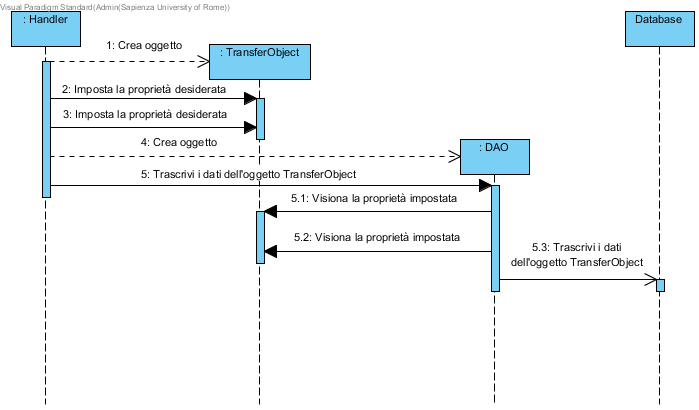 Visual Paradigm Standard(Admin(Sapienza University of Rome))
: Handler
Database
1: Crea oggetto
: TransferObject
2: Imposta la proprietà desiderata
3: Imposta la proprietà desiderata
4: Crea oggetto
: DAO
5: Trascrivi i dati dell'oggetto TransferObject
5.1: Visiona la proprietà impostata
5.2: Visiona la proprietà impostata
5.3: Trascrivi i dati
dell'oggetto TransferObject